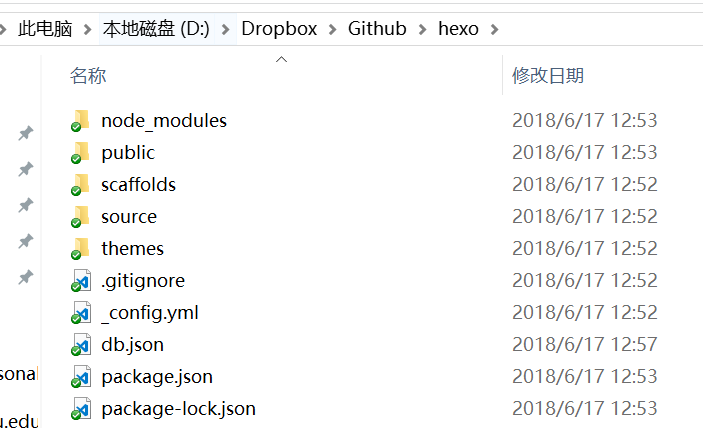 此电脑 > 本地磁盘 (D:) > Dropbox > Github > hexo >
名称 修改日期
node_modules 2018/6/17 12:53
public 2018/6/17 12:53
scaffolds 2018/6/17 12:52
source 2018/6/17 12:52
themes 2018/6/17 12:52
.gitignore 2018/6/17 12:52
_config.yml 2018/6/17 12:52
db.json 2018/6/17 12:57
package.json 2018/6/17 12:53
package-lock.json 2018/6/17 12:53
sonal
u.edu